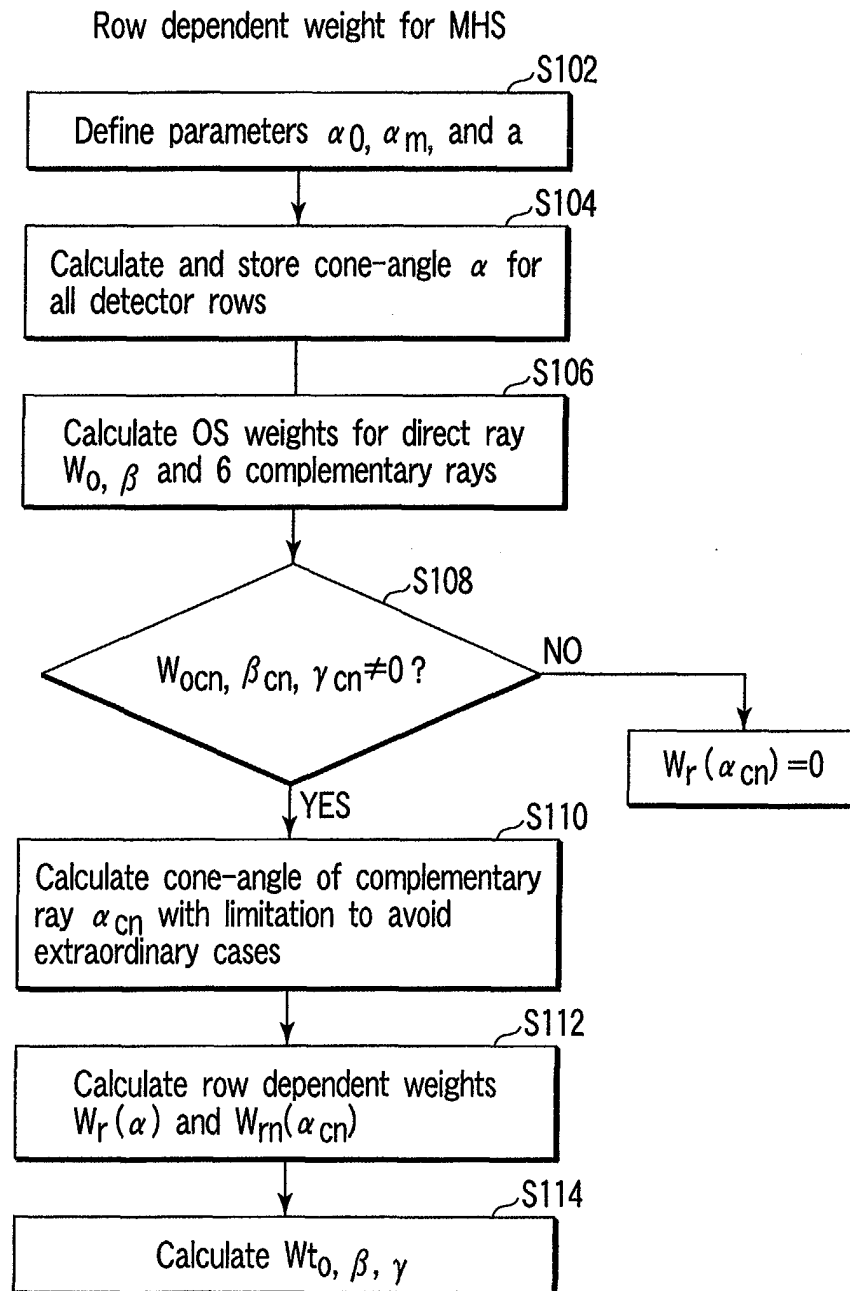 Row dependent weight for MHS
S102
Define parameters α0, αm, and a
S104
Calculate and store cone-angle α for
all detector rows
S106
Calculate OS weights for direct ray
Wo, β and 6 complementary rays
S108
Wocn, βcn, γcn≠0 ?
NO
Wr(αcn)=0
YES
S110
Calculate cone-angle of complementary
ray αcn with limitation to avoid
extraordinary cases
S112
Calculate row dependent weights
Wr(α) and Wrn(αcn)
S114
Calculate Wto, β, γ